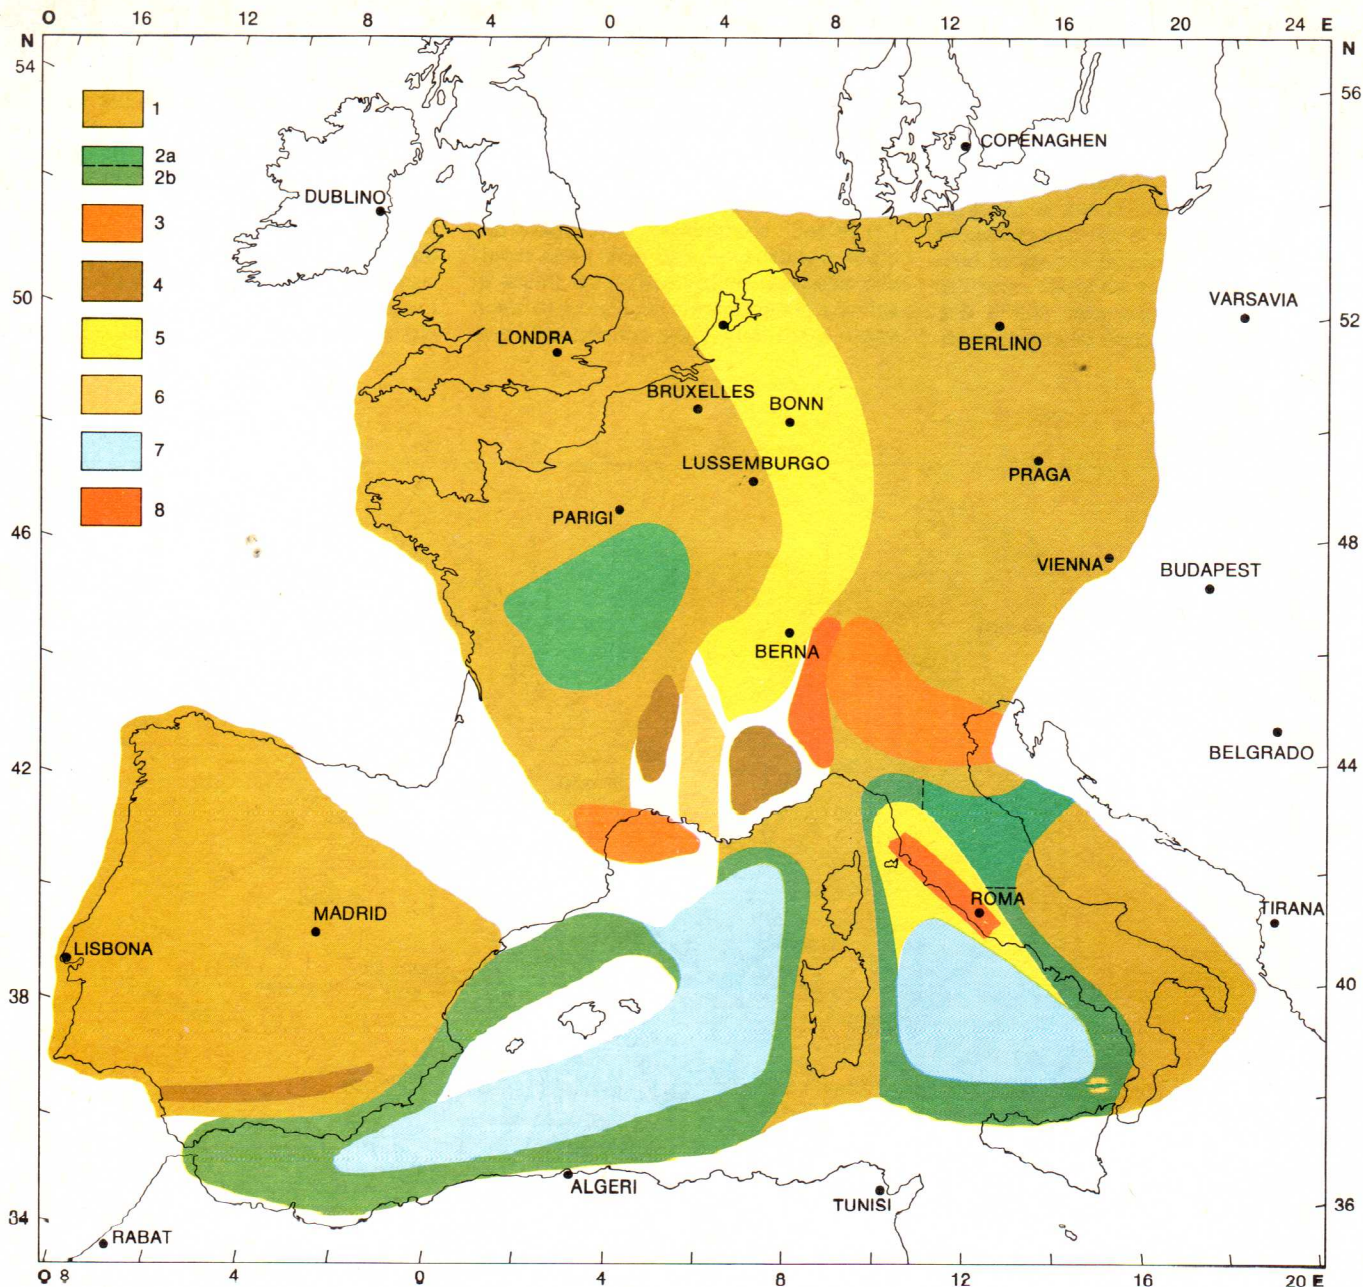 O 16 12 8 4 0 4 8 12 16 20 24 E
N N
54 56
1
2a
2b
3
4
5
6
7
8
COPENAGHEN
DUBLINO
50 52
VARSAVIA
LONDRA
BERLINO
BRUXELLES
BONN
LUSSEMBURGO
PRAGA
PARIGI
46 48
VIENNA
BUDAPEST
BERNA
BELGRADO
42 44
ROMA
MADRID
TIRANA
LISBONA
38 40
ALGERI
TUNISI
34 36
RABAT
O 8 4 0 4 8 12 16 20 E